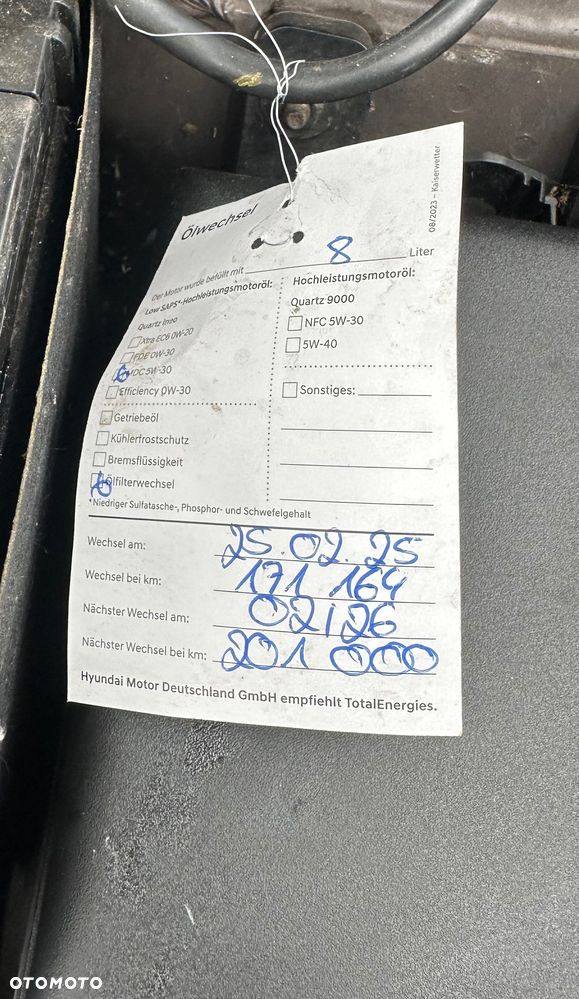 08/2023 – Kaiserwetter
Ölwechsel
Der Motor wurde befüllt mit 8 Liter
Low SAPS*-Hochleistungsmotoröl:
Quartz Ineo
Xtra EC6 0W-20
FDE 0W-30
MDC 5W-30
Efficiency 0W-30
Hochleistungsmotoröl:
Quartz 9000
NFC 5W-30
5W-40
Sonstiges:
Getriebeöl
Kühlerfrostschutz
Bremsflüssigkeit
Ölfilterwechsel
*Niedriger Sulfatasche-, Phosphor- und Schwefelgehalt
Wechsel am: 25.02.25
Wechsel bei km: 171 164
Nächster Wechsel am: 02/26
Nächster Wechsel bei km: 201 000
Hyundai Motor Deutschland GmbH empfiehlt TotalEnergies.
OTOMOTO